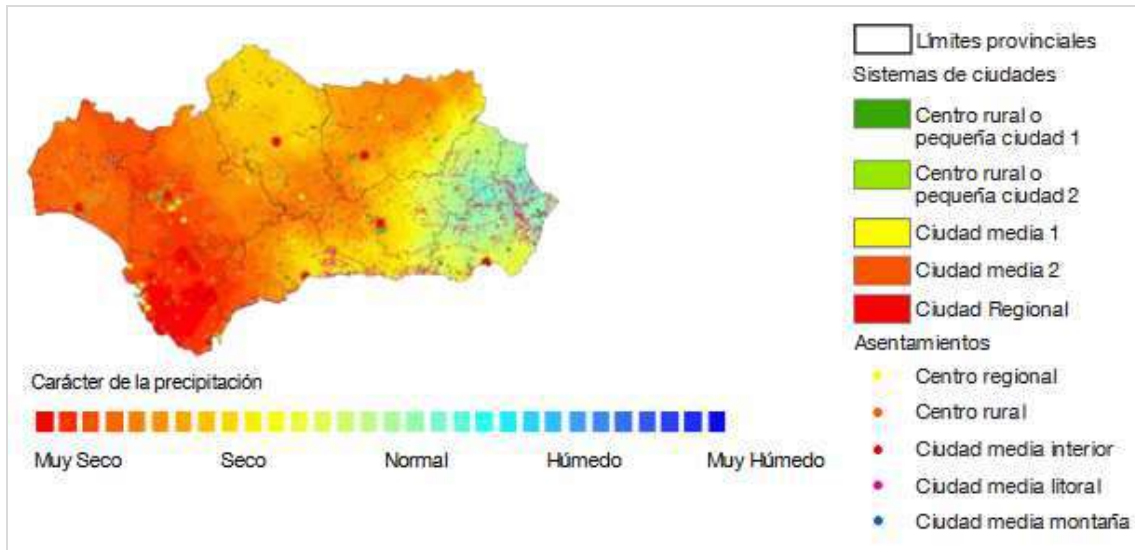 Límites provinciales
Sistemas de ciudades
Centro rural o
pequeña ciudad 1
Centro rural o
pequeña ciudad 2
Ciudad media 1
Ciudad media 2
Ciudad Regional
Asentamientos
Centro regional
Centro rural
Ciudad media interior
Ciudad media litoral
Ciudad media montaña
Carácter de la precipitación
Muy Seco Seco Normal Húmedo Muy Húmedo